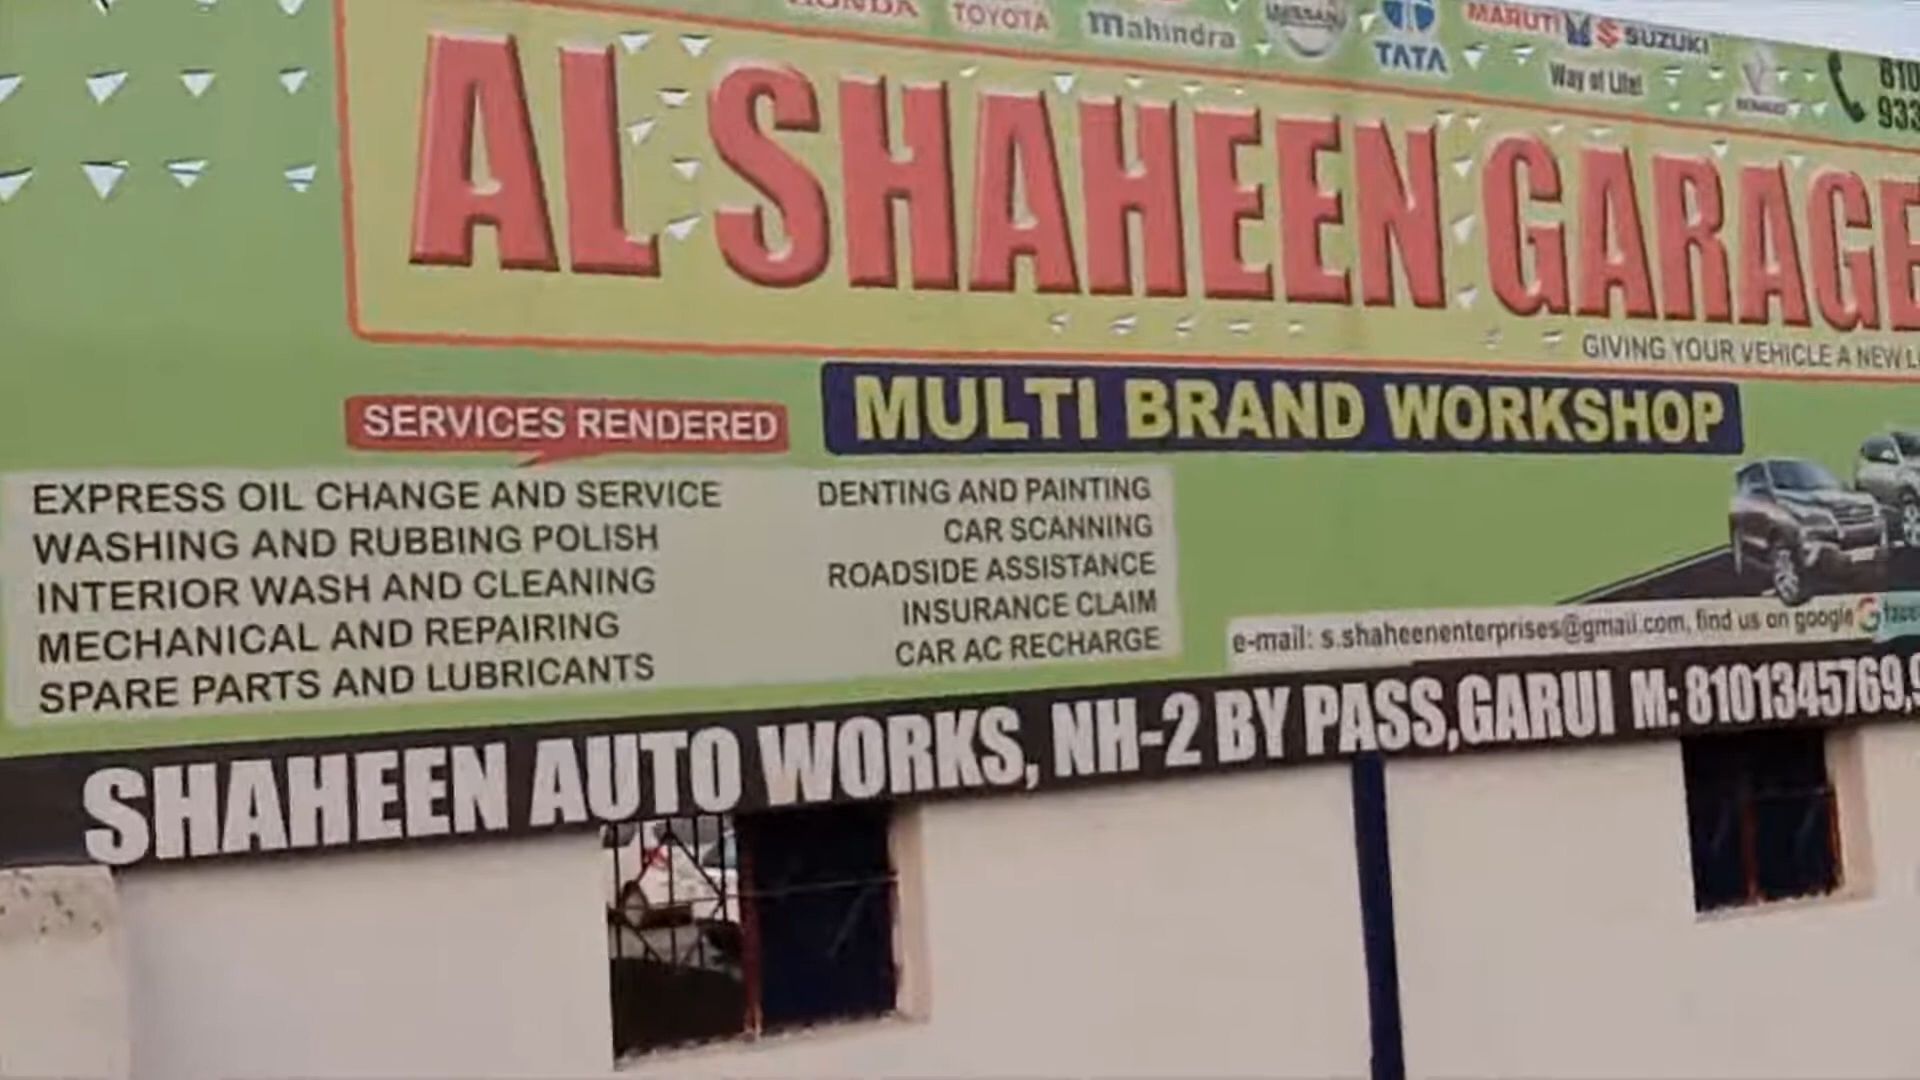 HONDA TOYOTA Mahindra NISSAN TATA MARUTI SUZUKI
Way of Life!
RENAULT
AL SHAHEEN GARAGE
GIVING YOUR VEHICLE A NEW
MULTI BRAND WORKSHOP
SERVICES RENDERED
EXPRESS OIL CHANGE AND SERVICE
WASHING AND RUBBING POLISH
INTERIOR WASH AND CLEANING
MECHANICAL AND REPAIRING
SPARE PARTS AND LUBRICANTS
DENTING AND PAINTING
CAR SCANNING
ROADSIDE ASSISTANCE
INSURANCE CLAIM
CAR AC RECHARGE
e-mail: s.shaheenenterprises@gmail.com, find us on google
SHAHEEN AUTO WORKS, NH-2 BY PASS,GARUI M: 8101345769,9